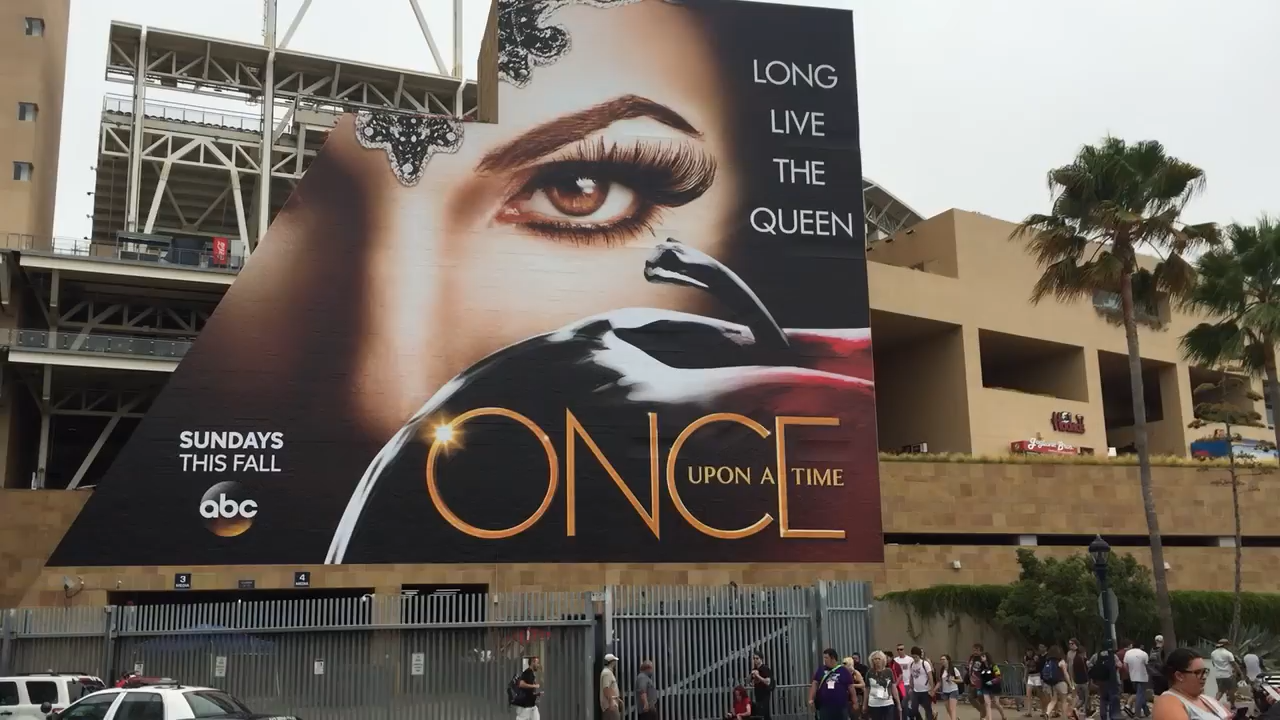 LONG
LIVE
THE
QUEEN
SUNDAYS
THIS FALL
abc
ONCE
UPON A TIME
3
4